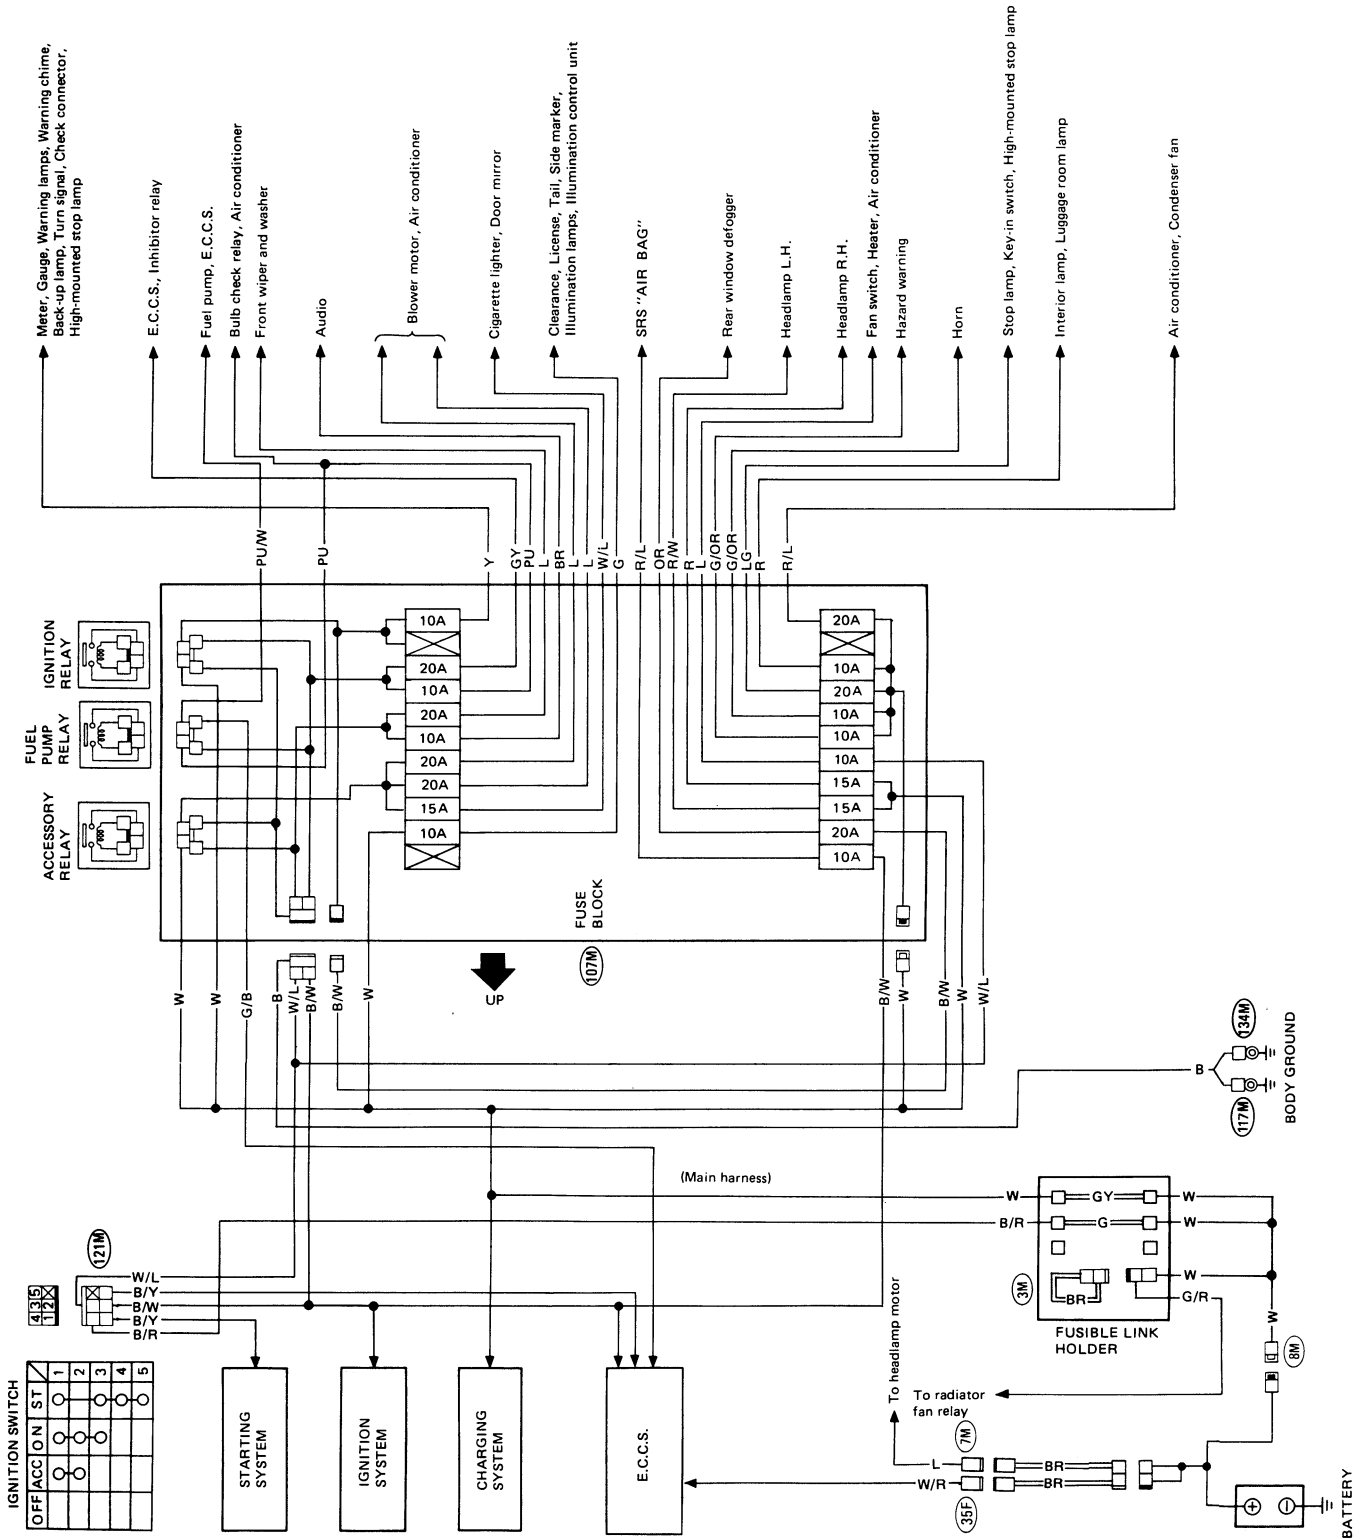 Meter, Gauge, Warning lamps, Warning chime,
Back-up lamp, Turn signal, Check connector,
High-mounted stop lamp
E.C.C.S., Inhibitor relay
Fuel pump, E.C.C.S.
Bulb check relay, Air conditioner
Front wiper and washer
Audio
Blower motor, Air conditioner
Cigarette lighter, Door mirror
Clearance, License, Tail, Side marker,
Illumination lamps, Illumination control unit
SRS "AIR BAG"
Rear window defogger
Headlamp L.H.
Headlamp R.H.
Fan switch, Heater, Air conditioner
Hazard warning
Horn
Stop lamp, Key-in switch, High-mounted stop lamp
Interior lamp, Luggage room lamp
Air conditioner, Condenser fan
PU/W
PU
Y
GY
PU
L
BR
L
L
W/L
G
R/L
OR
R/W
R
L
G/OR
G/OR
LG
R
R/L
IGNITION
RELAY
FUEL
PUMP
RELAY
ACCESSORY
RELAY
10A
20A
10A
20A
10A
20A
20A
15A
10A
20A
10A
20A
10A
10A
10A
15A
15A
20A
10A
FUSE
BLOCK
107M
UP
W
W
G/B
B
W/L
B/W
B/W
W
B/W
W
B/W
W
W/L
134M
B
117M
BODY GROUND
(Main harness)
W
GY
W
B/R
G
W
W
BR
G/R
3M
FUSIBLE LINK
HOLDER
W
8M
121M
W/L
B/Y
B/W
B/Y
B/R
4 3 5
1 2
IGNITION SWITCH
OFF ACC ON ST
1
2
3
4
5
STARTING
SYSTEM
IGNITION
SYSTEM
CHARGING
SYSTEM
E.C.C.S.
To headlamp motor
To radiator
fan relay
7M
L
BR
W/R
BR
35F
BATTERY